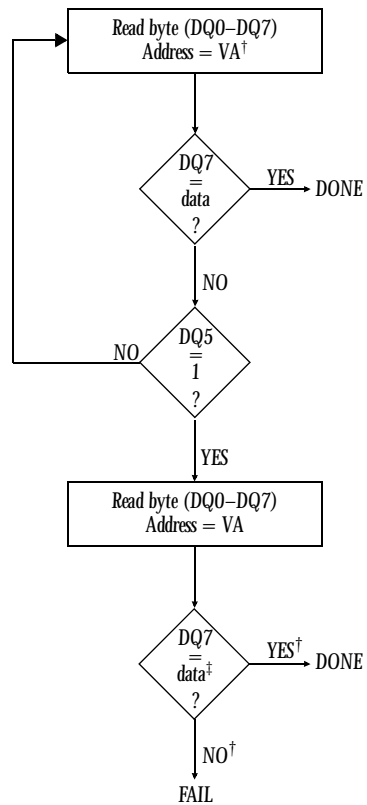 Read byte (DQ0–DQ7)
Address = VA†
DQ7
=
data
?
YES
DONE
NO
DQ5
=
1
?
NO
YES
Read byte (DQ0–DQ7)
Address = VA
DQ7
=
data‡
?
YES†
DONE
NO†
FAIL